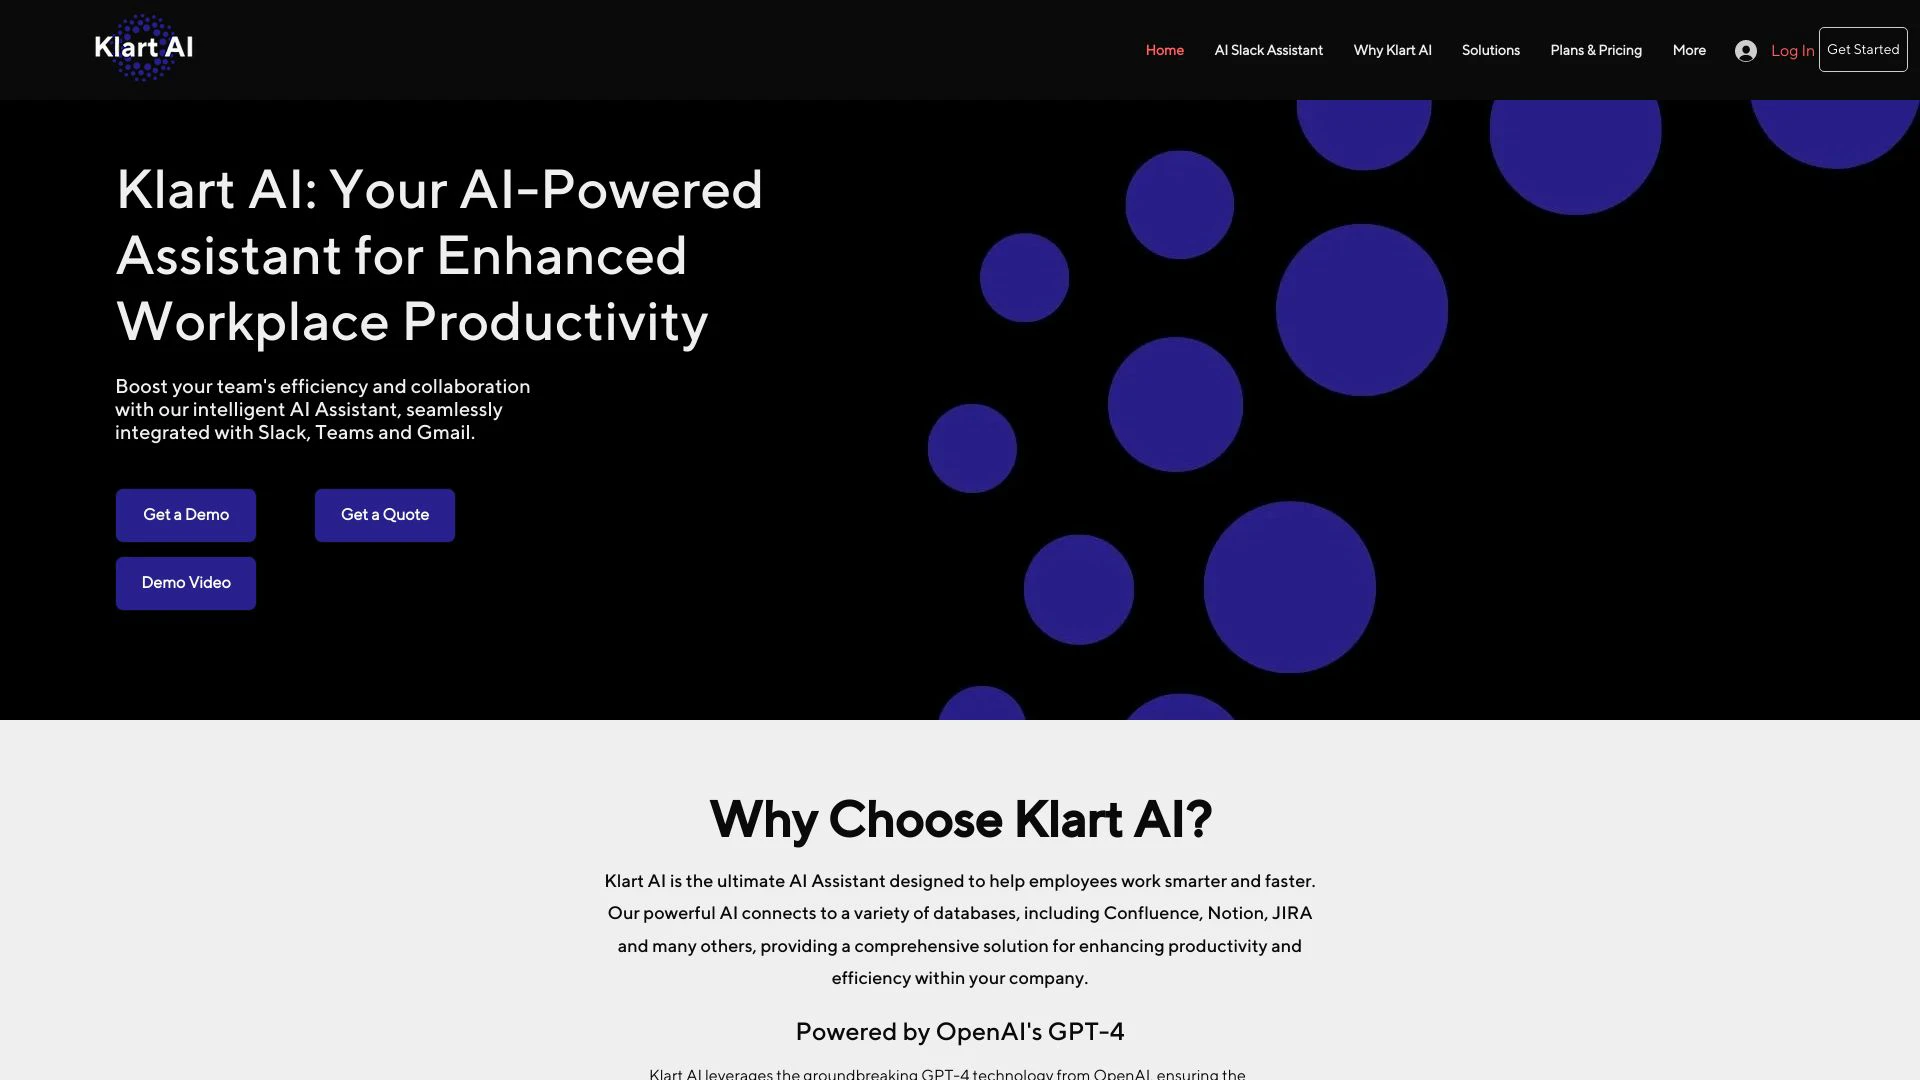 Klart AI
Home
AI Slack Assistant
Why Klart AI
Solutions
Plans & Pricing
More
Log In
Get Started
Klart AI: Your AI-Powered
Assistant for Enhanced
Workplace Productivity
Boost your team's efficiency and collaboration
with our intelligent AI Assistant, seamlessly
integrated with Slack, Teams and Gmail.
Get a Demo
Get a Quote
Demo Video
Why Choose Klart AI?
Klart AI is the ultimate AI Assistant designed to help employees work smarter and faster.
Our powerful AI connects to a variety of databases, including Confluence, Notion, JIRA
and many others, providing a comprehensive solution for enhancing productivity and
efficiency within your company.
Powered by OpenAI's GPT-4
Klart AI leverages the groundbreaking GPT-4 technology from OpenAI, ensuring the